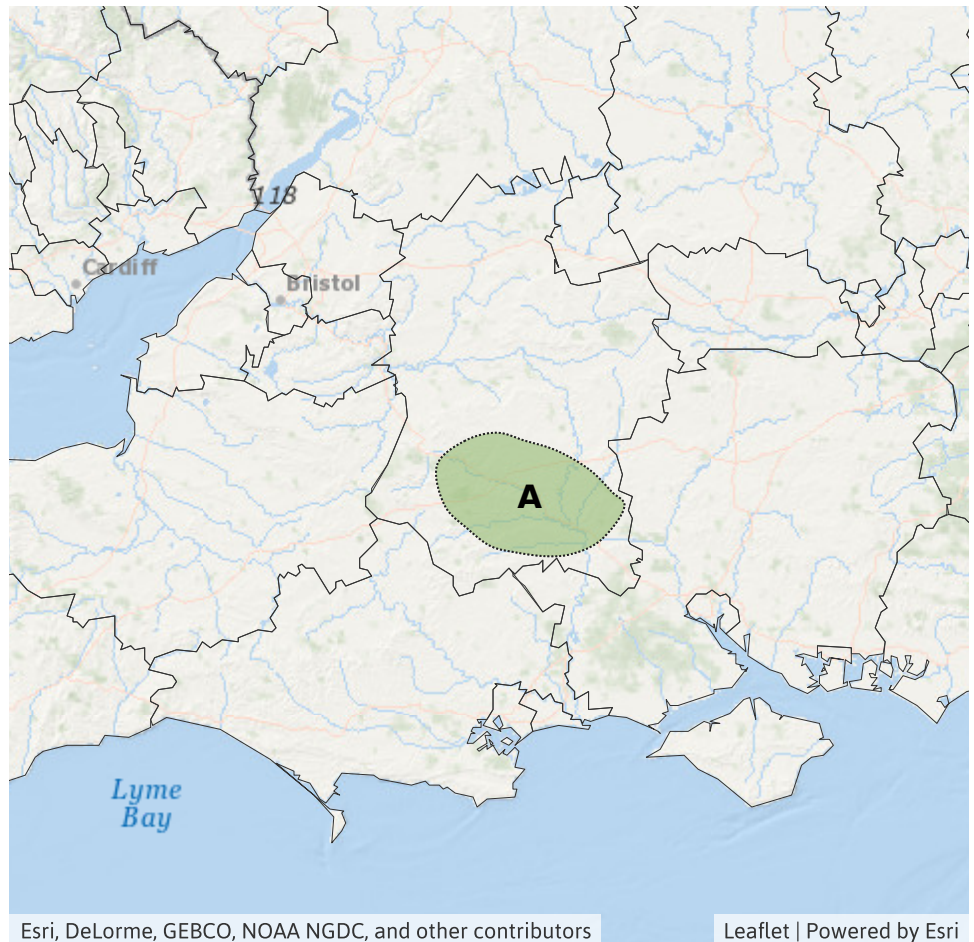 118
Cardiff
Bristol
A
Lyme
Bay
Esri, DeLorme, GEBCO, NOAA NGDC, and other contributors
Leaflet | Powered by Esri